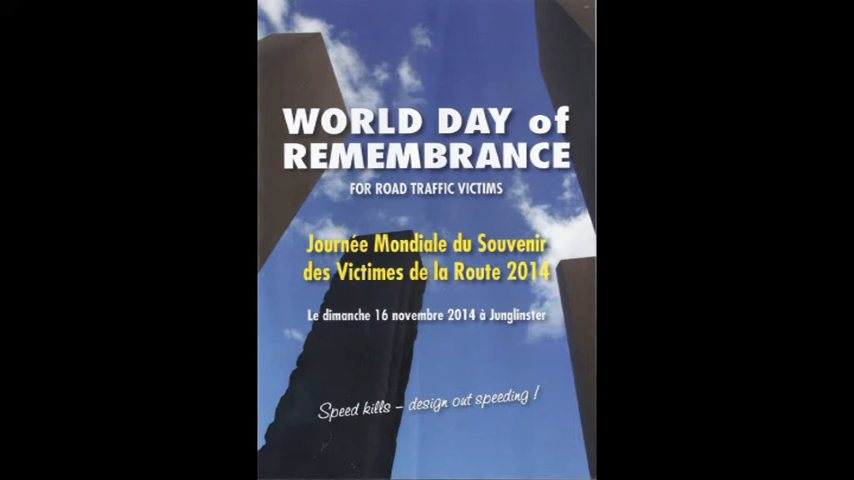 WORLD DAY of
REMEMBRANCE
FOR ROAD TRAFFIC VICTIMS
Journée Mondiale du Souvenir
des Victimes de la Route 2014
Le dimanche 16 novembre 2014 à Junglinster
Speed kills – design out speeding !